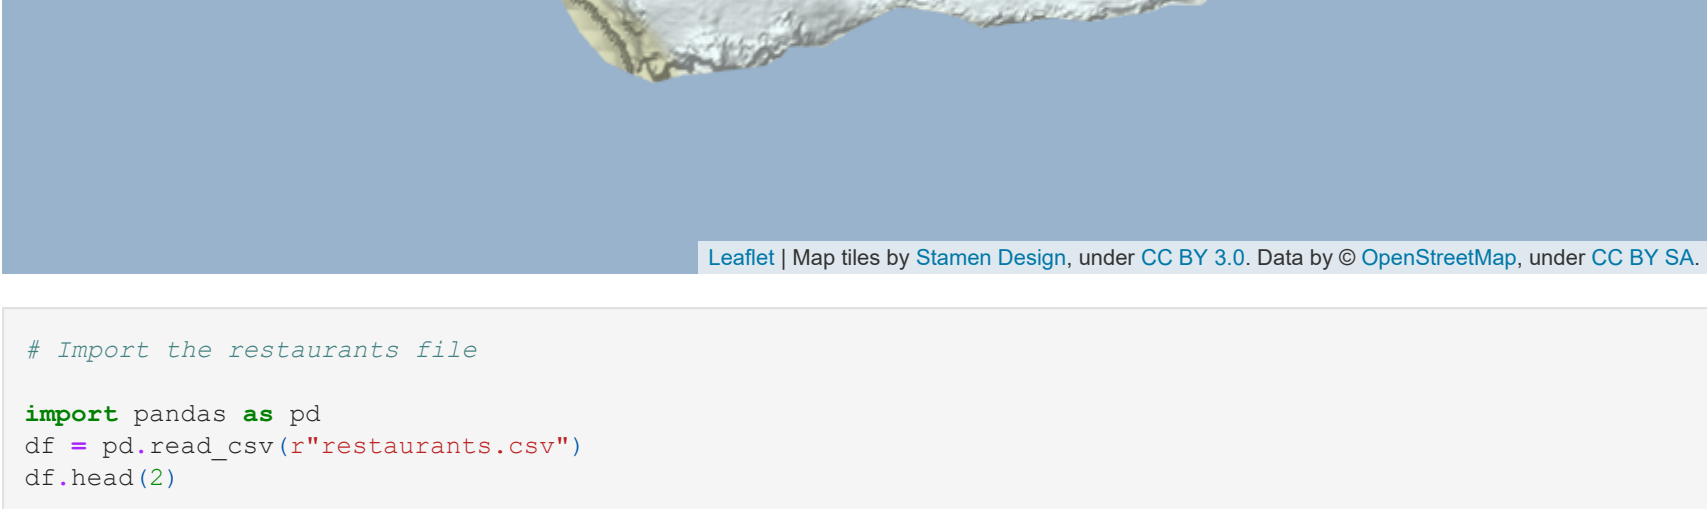 Leaflet | Map tiles by Stamen Design, under CC BY 3.0. Data by © OpenStreetMap, under CC BY SA.
# Import the restaurants file
import pandas as pd
df = pd.read_csv(r"restaurants.csv")
df.head(2)